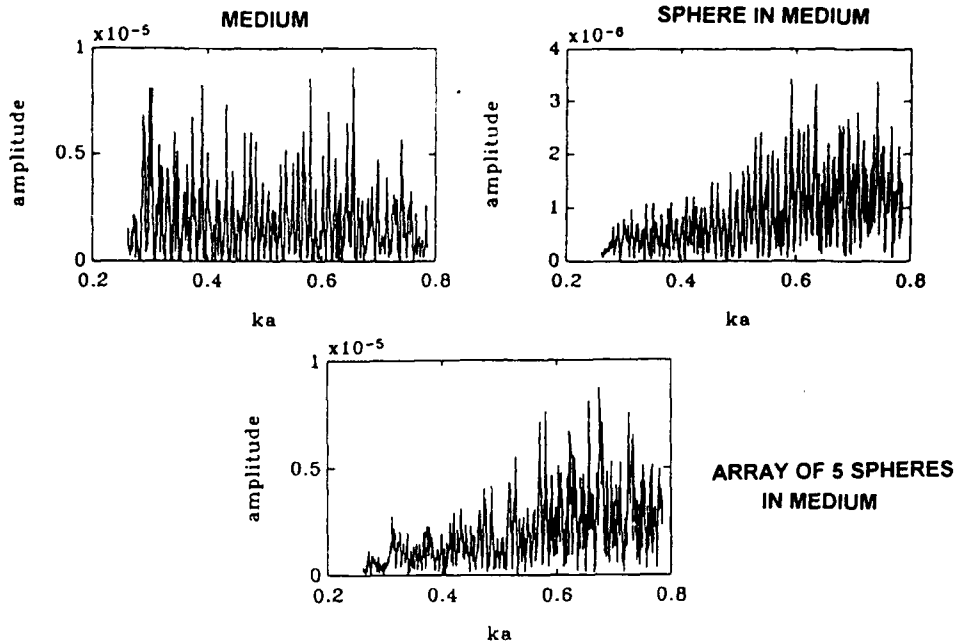 MEDIUM
x10-5
1
0.5
0
amplitude
0.2 0.4 0.6 0.8
ka
SPHERE IN MEDIUM
x10-6
4
3
2
1
0
amplitude
0.2 0.4 0.6 0.8
ka
x10-5
1
0.5
0
amplitude
0.2 0.4 0.6 0.8
ka
ARRAY OF 5 SPHERES
IN MEDIUM